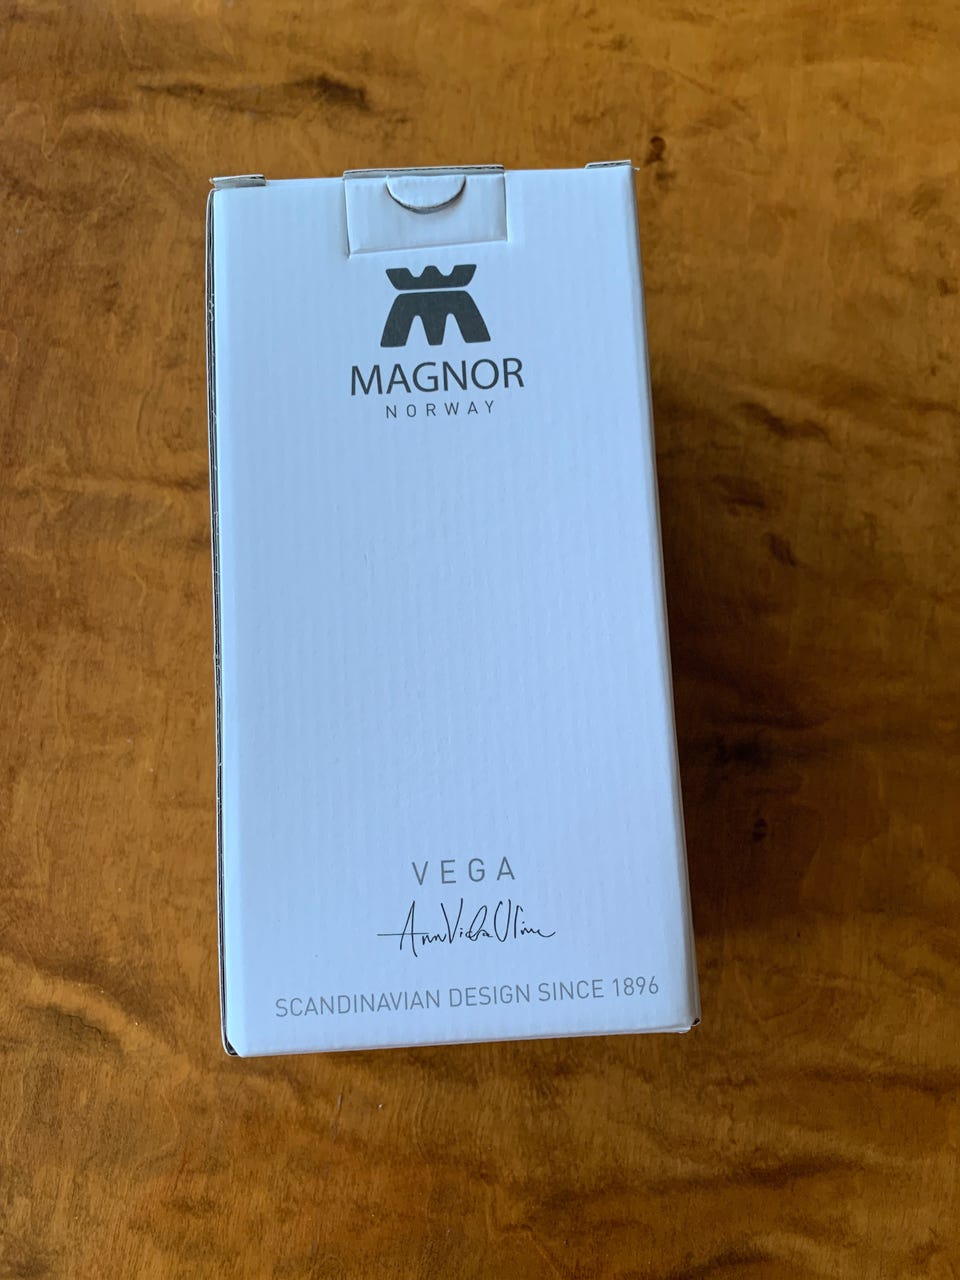 MAGNOR
NORWAY
VEGA
SCANDINAVIAN DESIGN SINCE 1896